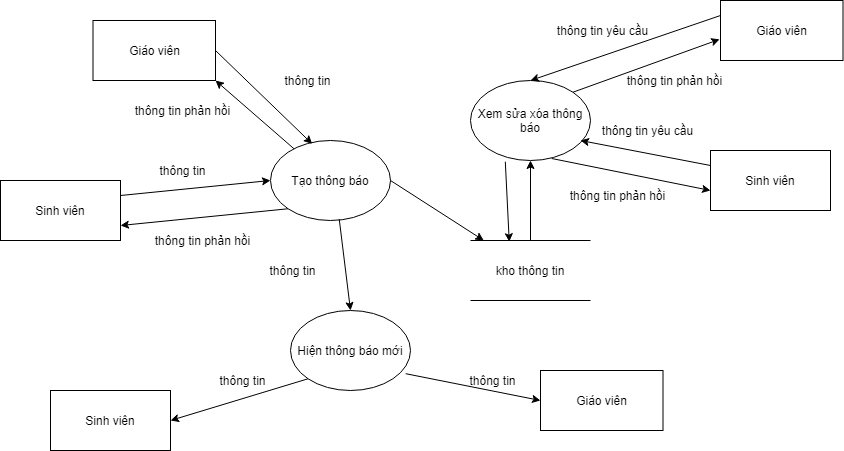 thông tin yêu cầu
Giáo viên
Giáo viên
thông tin
thông tin phản hồi
thông tin phản hồi
Xem sửa xóa thông
báo
thông tin yêu cầu
thông tin
Tạo thông báo
Sinh viên
Sinh viên
thông tin phản hồi
thông tin phản hồi
thông tin
kho thông tin
Hiện thông báo mới
thông tin
thông tin
Giáo viên
Sinh viên